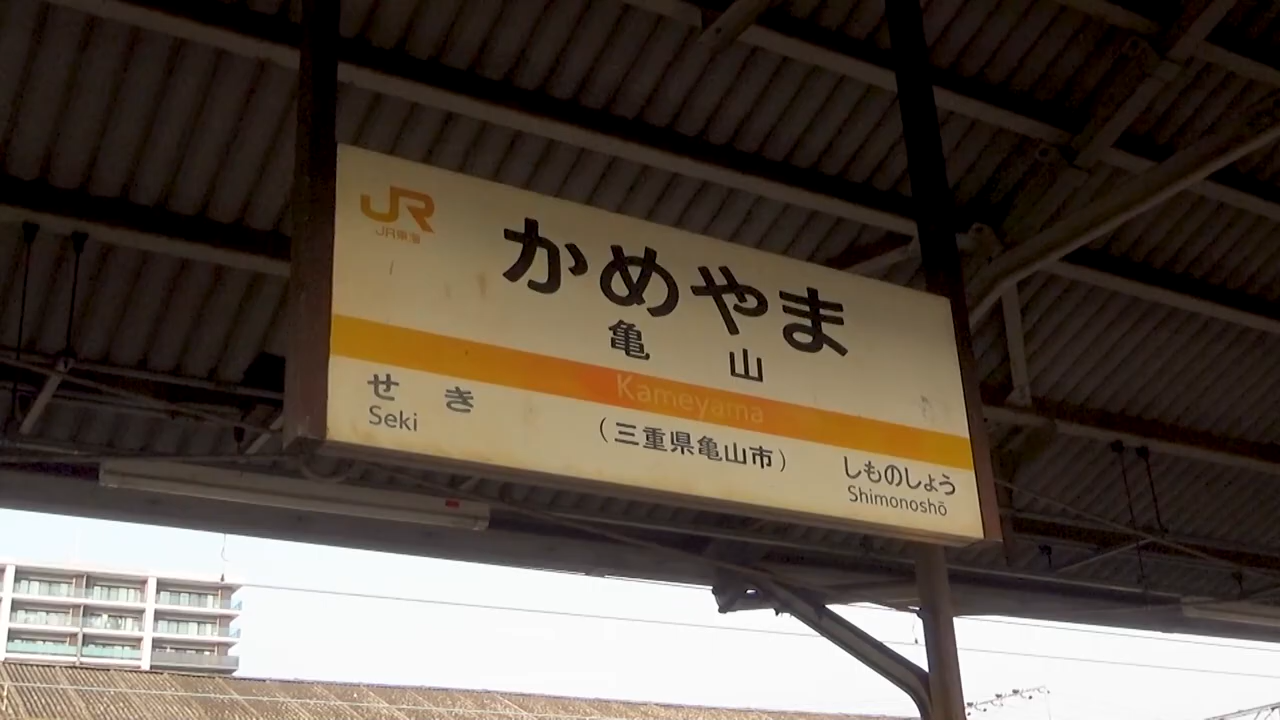 JR
JR東海
かめやま
亀 山
Kameyama
せ き
Seki
(三重県亀山市)
しものしょう
Shimonoshō